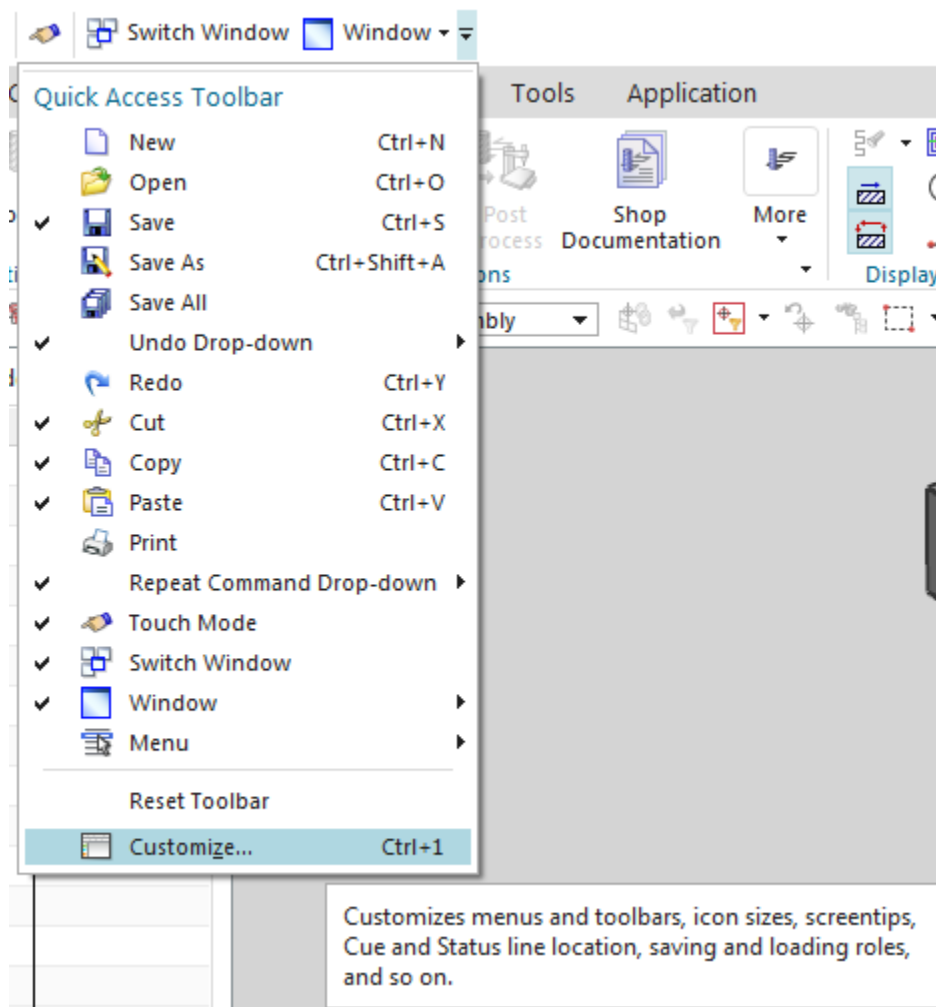 Switch Window Window
Quick Access Toolbar
Tools Application
New Ctrl+N
Open Ctrl+O
Save Ctrl+S
Save As Ctrl+Shift+A
Save All
Undo Drop-down
Redo Ctrl+Y
Cut Ctrl+X
Copy Ctrl+C
Paste Ctrl+V
Print
Repeat Command Drop-down
Touch Mode
Switch Window
Window
Menu
Reset Toolbar
Customize... Ctrl+1
Post
Shop
Documentation
More
Display
Customizes menus and toolbars, icon sizes, screentips,
Cue and Status line location, saving and loading roles,
and so on.